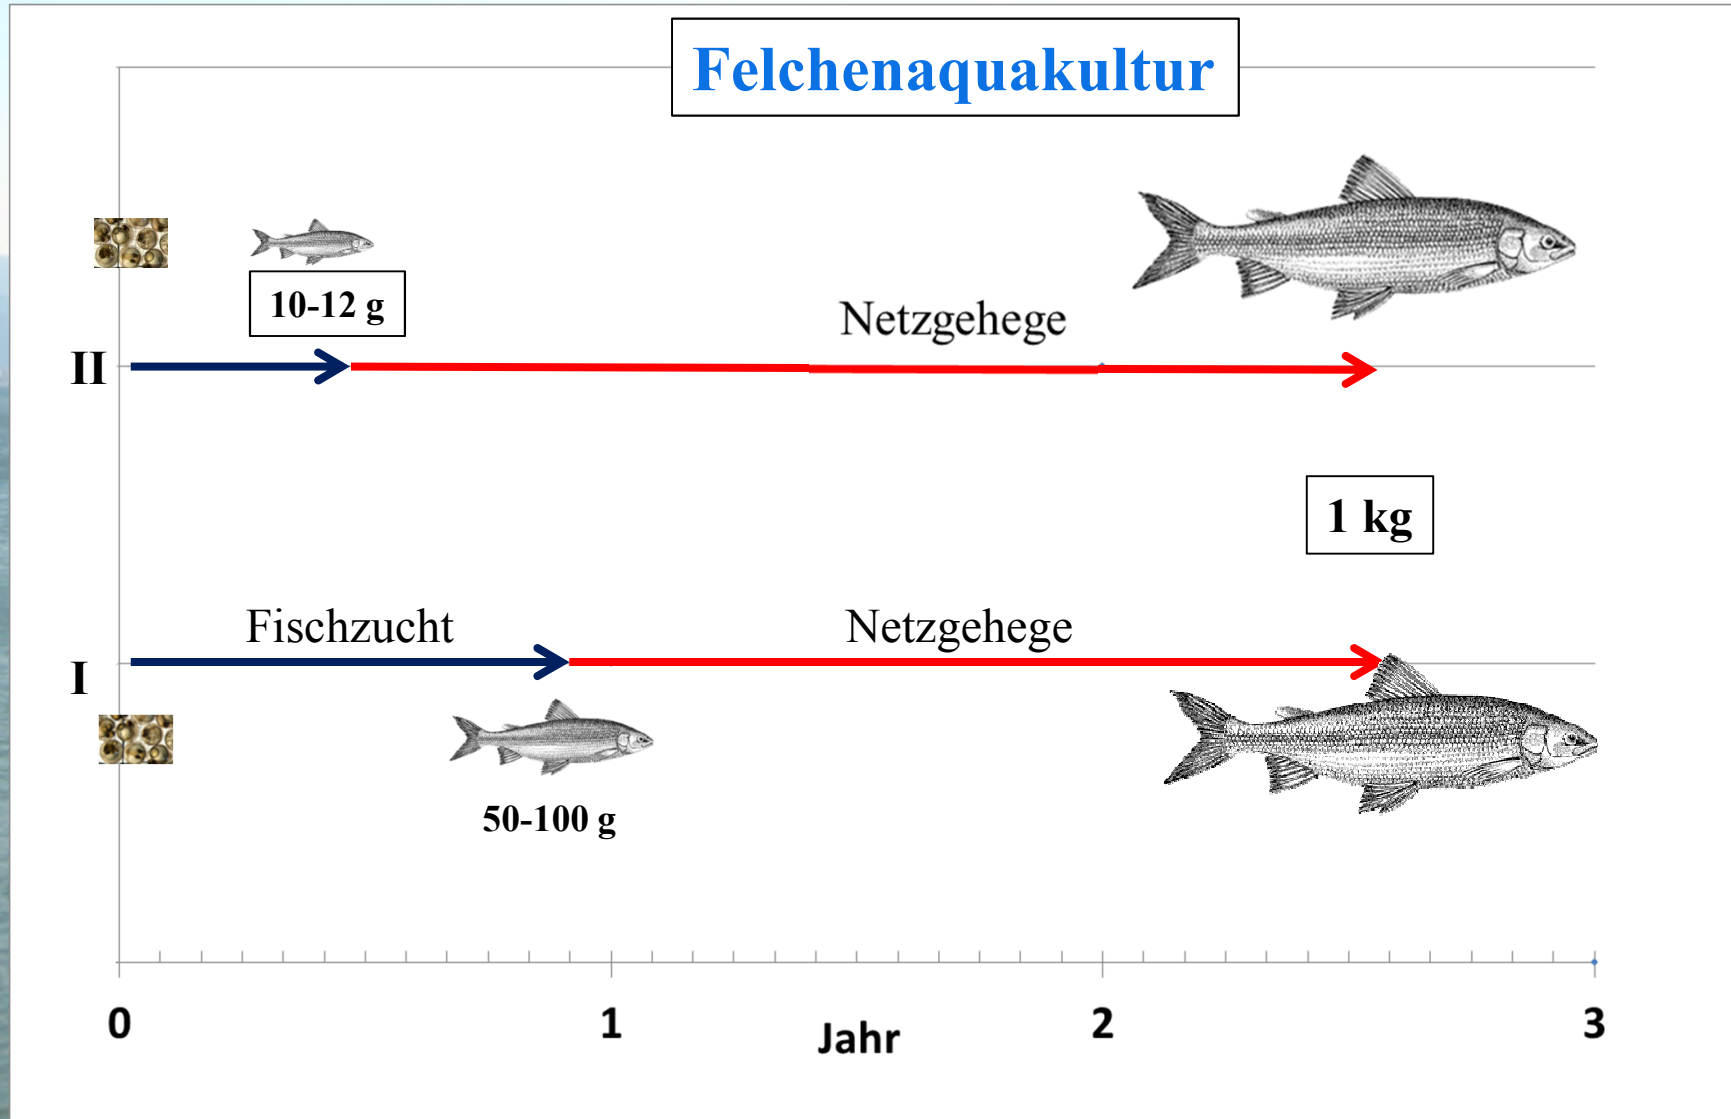 Felchenaquakultur
10-12 g
Netzgehege
II
1 kg
Fischzucht
Netzgehege
I
50-100 g
0
1
2
3
Jahr